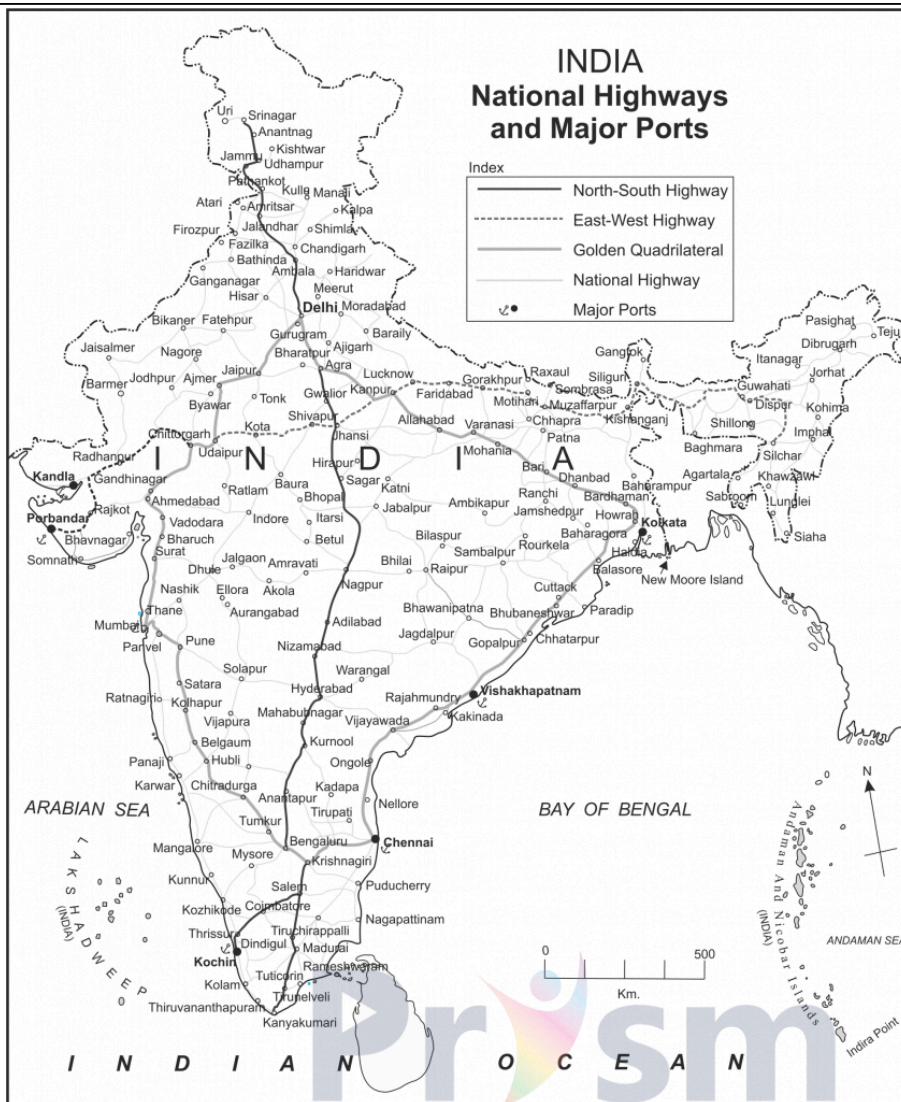 INDIA
National Highways
and Major Ports
Index
North-South Highway
East-West Highway
Golden Quadrilateral
National Highway
Major Ports
Uri
Srinagar
Anantnag
Kishtwar
Jammu
Udhampur
Pathankot
Kulle
Manali
Atari
Amritsar
Kalpa
Firozpur
Jalandhar
Shimla
Fazilka
Chandigarh
Bathinda
Ambala
Haridwar
Ganganagar
Meerut
Hisar
Delhi
Moradabad
Bikaner
Fatehpur
Gurugram
Baraily
Ajigarh
Jaisalmer
Nagore
Bharatpur
Agra
Lucknow
Raxaul
Gangtok
Siliguri
Pasighat
Teju
Dibrugarh
Itanagar
Jorhat
Barmer
Jodhpur
Ajmer
Jaipur
Gwalior
Kanpur
Faridabad
Gorakhpur
Sombrasa
Motihari
Muzaffarpur
Kishanganj
Guwahati
Dispur
Kohima
Byawar
Tonk
Shivapur
Allahabad
Varanasi
Chhapra
Patna
Shillong
Imphal
Chittorgarh
Kota
Jhansi
Mohania
Baghmara
Silchar
Radhanpur
Udaipur
I N D I A
Hirapur
Bari
Dhanbad
Agartala
Khawzawl
Kandla
Gandhinagar
Ratlam
Baura
Sagar
Katni
Baharampur
Sabroom
Lundlei
Ahmedabad
Bhopal
Jabalpur
Ambikapur
Ranchi
Bardhaman
Porbandar
Rajkot
Indore
Itarsi
Jamshedpur
Howrah
Kolkata
Vadodara
Bhavnagar
Bharuch
Betul
Bilaspur
Rourkela
Baharagora
Siaha
Somnath
Surat
Jalgaon
Amravati
Bhilai
Sambalpur
Haldia
Dhule
Raipur
Balasore
New Moore Island
Nashik
Ellora
Akola
Nagpur
Cuttack
Thane
Aurangabad
Adilabad
Bhawanipatna
Bhubaneshwar
Paradip
Mumbai
Panvel
Pune
Nizamabad
Jagdalpur
Gopalpur
Chhatarpur
Solapur
Warangal
Satara
Hyderabad
Rajahmundry
Vishakhapatnam
Ratnagiri
Kolhapur
Vijapura
Mahabubnagar
Vijayawada
Kakinada
Belgaum
Kurnool
Panaji
Hubli
Ongole
Karwar
Chitradurga
Anantapur
Kadapa
Nellore
ARABIAN SEA
BAY OF BENGAL
N
Tumkur
Tirupati
Bengaluru
Chennai
Mangalore
Mysore
Krishnagiri
LAKSHADWEEP
(INDIA)
Kunnur
Salem
Puducherry
Kozhikode
Coimbatore
Nagapattinam
Thrissur
Tiruchirappalli
Dindigul
Madurai
Kochin
Rameshwaram
Kolam
Tuticorin
Tirunelveli
Thiruvananthapuram
Kanyakumari
0 500
Km.
Andaman And Nicobar Islands
(INDIA)
ANDAMAN SEA
Indira Point
INDIAN OCEAN
Prism